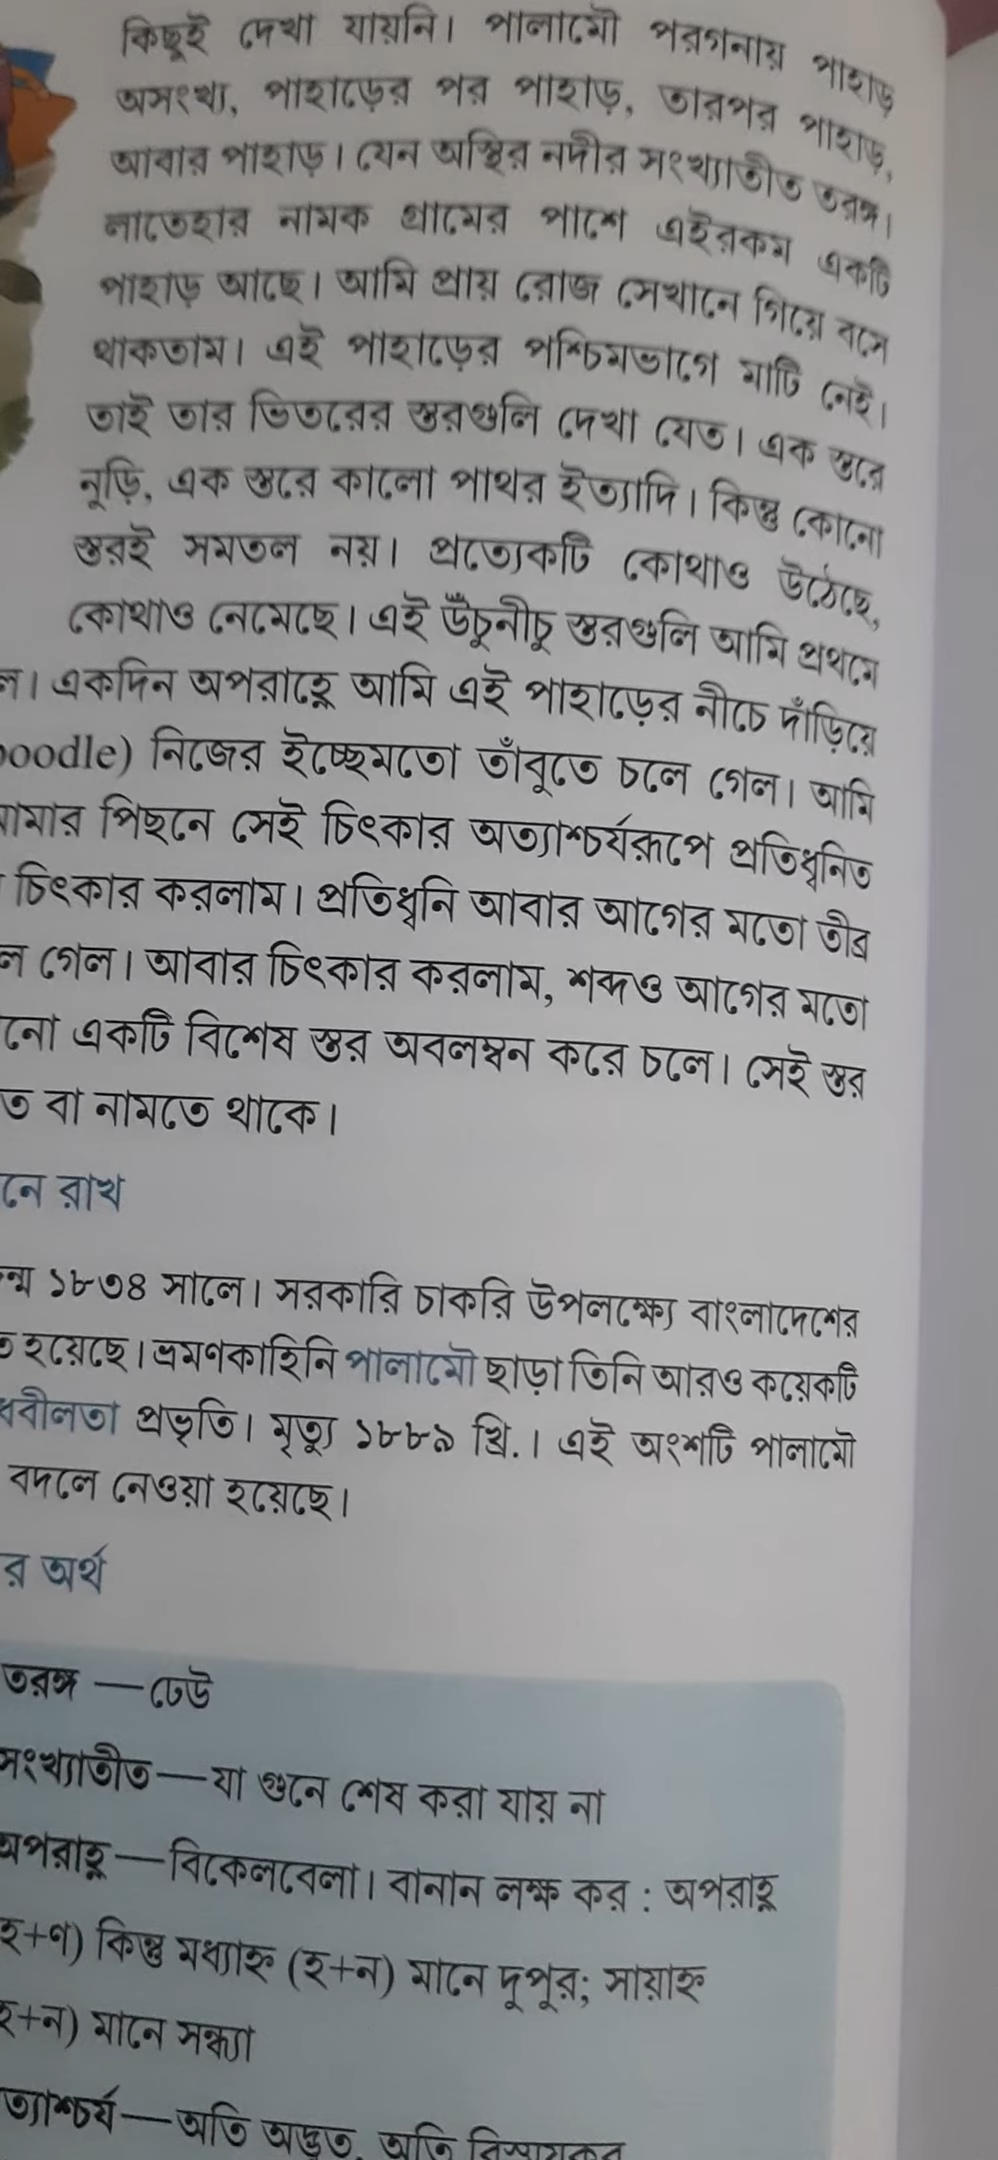 কিছুই দেখা যায়নি। পালামৌ পরগনায় পাহাড়
অসংখ্য, পাহাড়ের পর পাহাড়, তারপর পাহাড়,
আবার পাহাড়। যেন অস্থির নদীর সংখ্যাতীত তরঙ্গ।
লাতেহার নামক গ্রামের পাশে এইরকম একটি
পাহাড় আছে। আমি প্রায় রোজ সেখানে গিয়ে বসে
থাকতাম। এই পাহাড়ের পশ্চিমভাগে মাটি নেই।
তাই তার ভিতরের স্তরগুলি দেখা যেত। এক স্তরে
নুড়ি, এক স্তরে কালো পাথর ইত্যাদি। কিন্তু কোনো
স্তরই সমতল নয়। প্রত্যেকটি কোথাও উঠেছে,
কোথাও নেমেছে। এই উঁচুনীচু স্তরগুলি আমি প্রথমে
ল। একদিন অপরাহ্ণে আমি এই পাহাড়ের নীচে দাঁড়িয়ে
poodle) নিজের ইচ্ছেমতো তাঁবুতে চলে গেল। আমি
আমার পিছনে সেই চিৎকার অত্যাশ্চর্যরূপে প্রতিধ্বনিত
চিৎকার করলাম। প্রতিধ্বনি আবার আগের মতো তীব্র
ল গেল। আবার চিৎকার করলাম, শব্দও আগের মতো
নো একটি বিশেষ স্তর অবলম্বন করে চলে। সেই স্তর
ত বা নামতে থাকে।
নে রাখ
ন্ম ১৮৩৪ সালে। সরকারি চাকরি উপলক্ষ্যে বাংলাদেশের
ত হয়েছে। ভ্রমণকাহিনি পালামৌ ছাড়া তিনি আরও কয়েকটি
ধবীলতা প্রভৃতি। মৃত্যু ১৮৮৯ খ্রি.। এই অংশটি পালামৌ
বদলে নেওয়া হয়েছে।
র অর্থ
তরঙ্গ — ঢেউ
সংখ্যাতীত — যা গুনে শেষ করা যায় না
অপরাহ্ণ — বিকেলবেলা। বানান লক্ষ কর : অপরাহ্ণ
হ+ণ) কিন্তু মধ্যাহ্ন (হ+ন) মানে দুপুর; সায়াহ্ন
হ+ন) মানে সন্ধ্যা
ত্যাশ্চর্য — অতি অদ্ভুত, অতি বিস্ময়কর